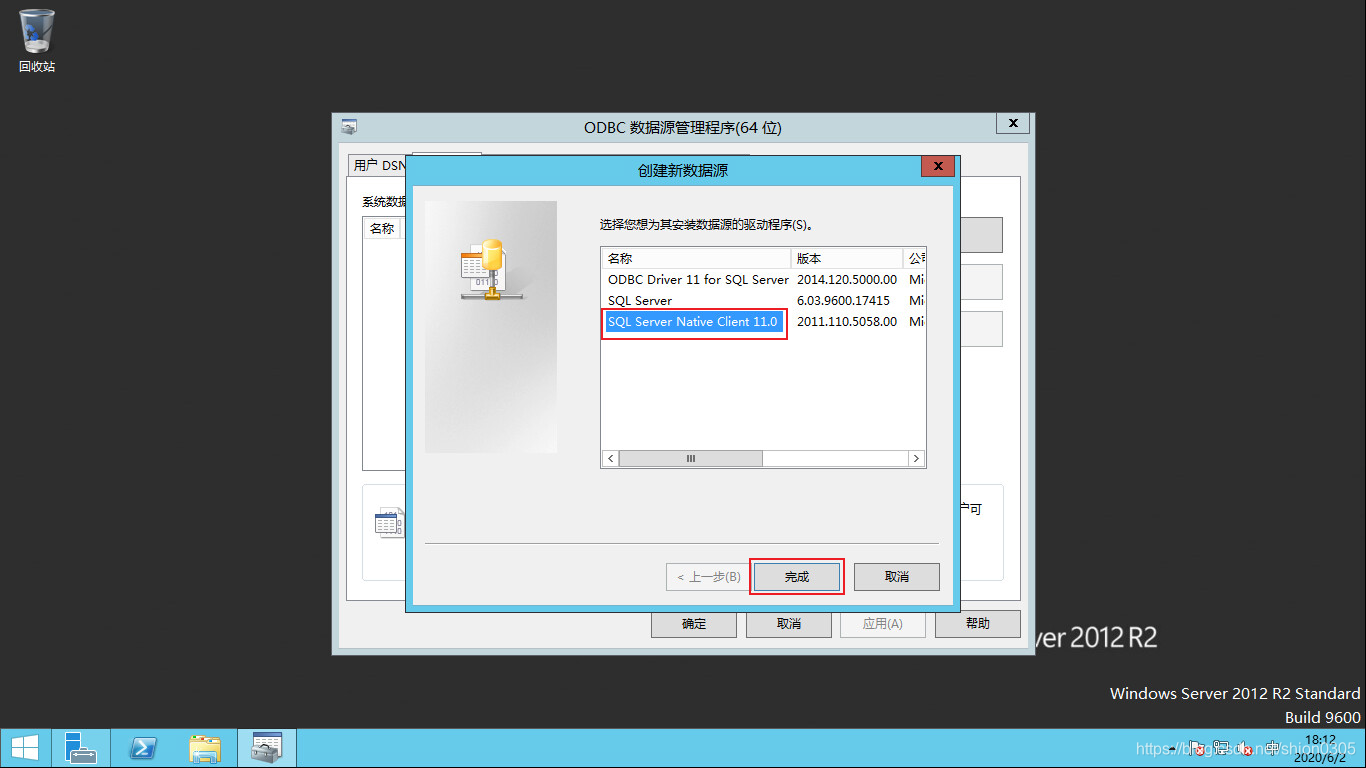 回收站
ODBC 数据源管理程序(64 位)
x
用户 DSN
创建新数据源
x
系统数据
名称
选择您想为其安装数据源的驱动程序(S)。
名称 版本 公司
ODBC Driver 11 for SQL Server 2014.120.5000.00 Mi
SQL Server 6.03.9600.17415 Mi
SQL Server Native Client 11.0 2011.110.5058.00 Mi
户可
< 上一步(B) 完成 取消
确定 取消 应用(A) 帮助
ver 2012 R2
Windows Server 2012 R2 Standard
Build 9600
中
18:12
2020/6/2
https://blog.csdn.net/shion0305